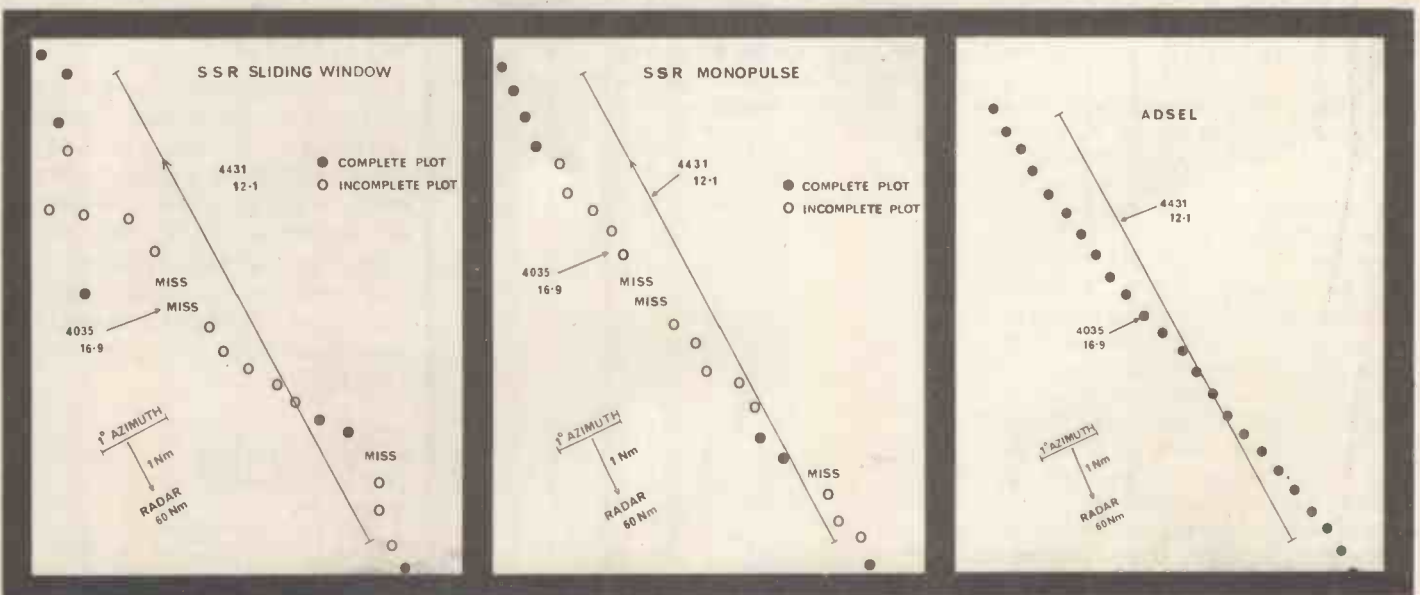 SSR SLIDING WINDOW
4431
12·1
COMPLETE PLOT
INCOMPLETE PLOT
MISS
MISS
4035
16·9
1° AZIMUTH
1Nm
RADAR
60 Nm
MISS
SSR MONOPULSE
4431
12·1
COMPLETE PLOT
INCOMPLETE PLOT
4035
16·9
MISS
MISS
1° AZIMUTH
1Nm
RADAR
60 Nm
MISS
ADSEL
4431
12·1
4035
16·9
1° AZIMUTH
1Nm
RADAR
60Nm